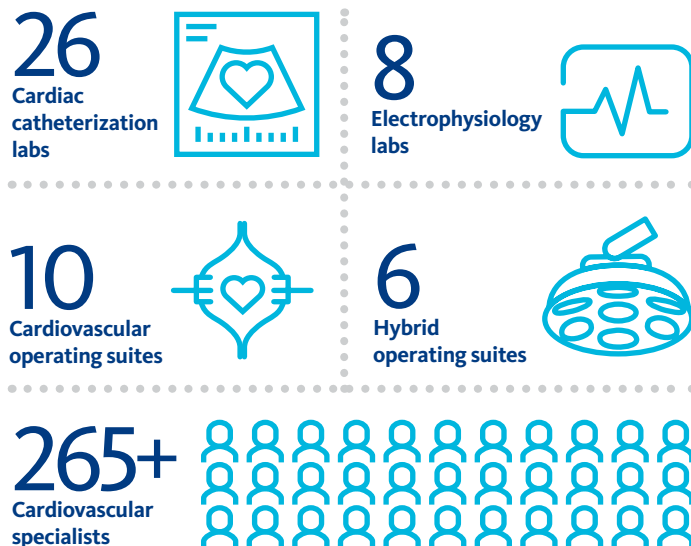 26
Cardiac
catheterization
labs
8
Electrophysiology
labs
10
Cardiovascular
operating suites
6
Hybrid
operating suites
265+
Cardiovascular
specialists